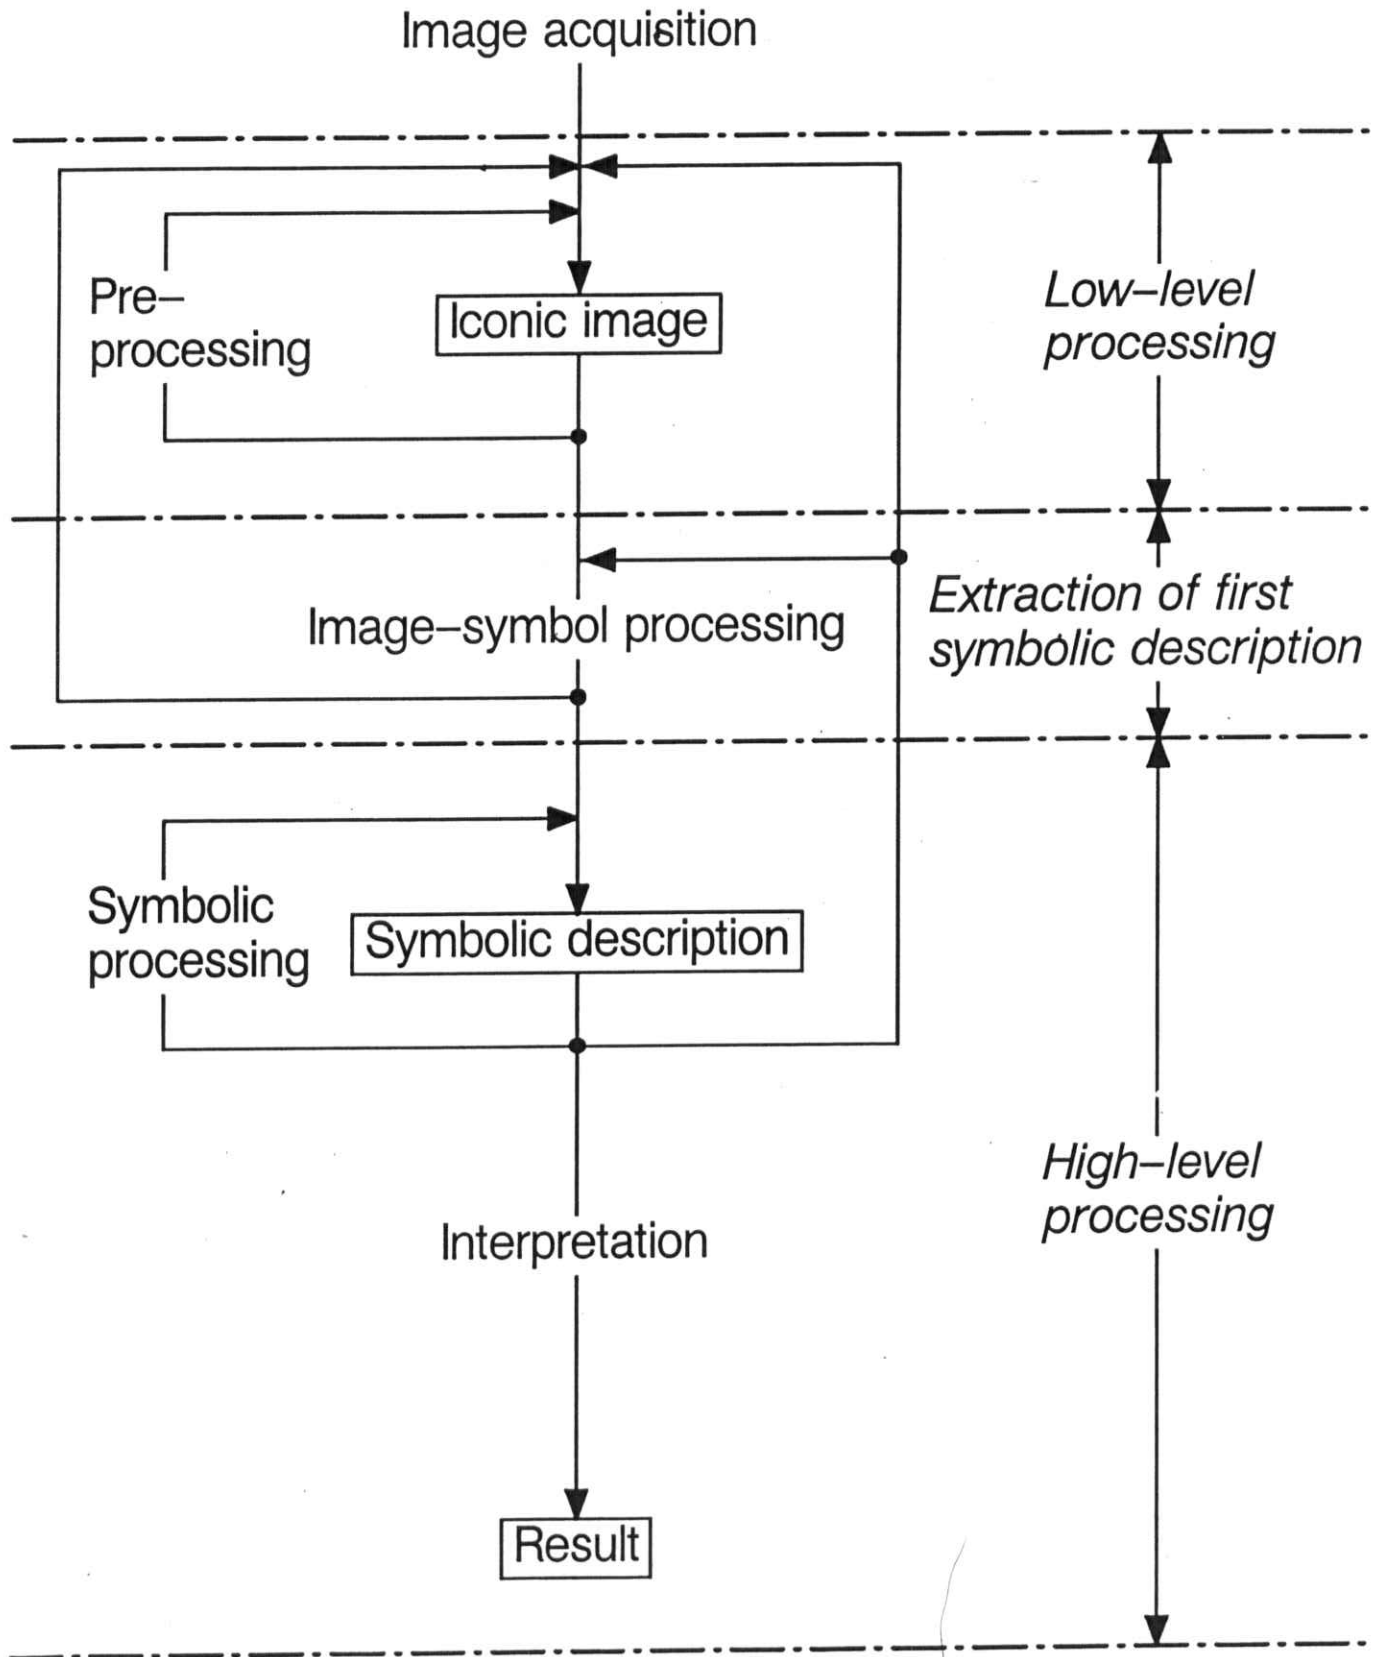 Image acquisition
Pre–
processing
Iconic image
Low–level
processing
Image–symbol processing
Extraction of first
symbolic description
Symbolic
processing
Symbolic description
High–level
processing
Interpretation
Result